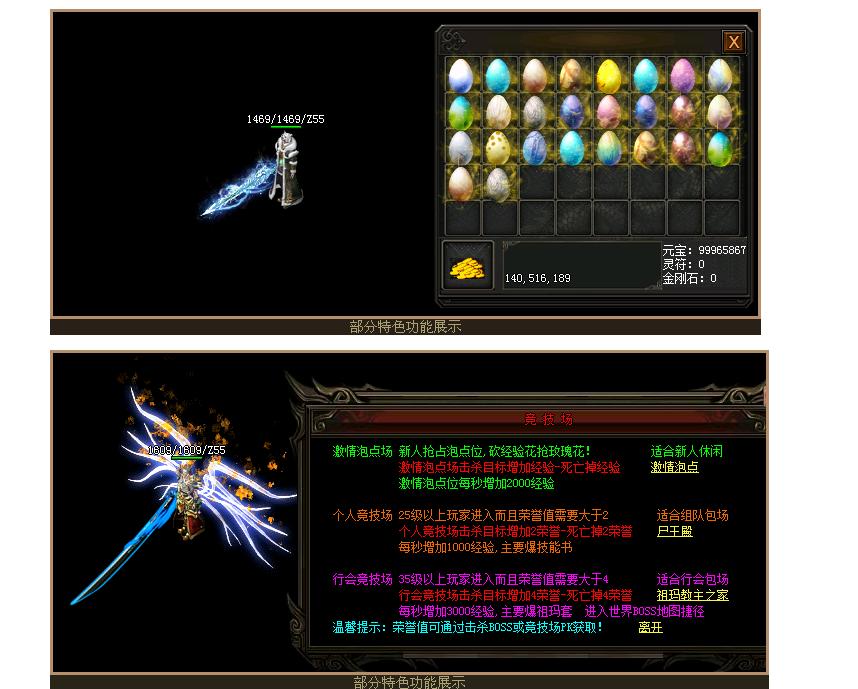 X
1469/1469/Z55
元宝: 99965867
灵符: 0
金刚石: 0
140,516,189
部分特色功能展示
竞技场
1609/1609/Z55
激情泡点场 新人抢占泡点位,砍经验花抢玫瑰花! 适合新人休闲
激情泡点场击杀目标增加经验-死亡掉经验 激情泡点
激情泡点位每秒增加2000经验
个人竞技场 25级以上玩家进入而且荣誉值需要大于2 适合组队包场
个人竞技场击杀目标增加2荣誉-死亡掉2荣誉 尸王殿
每秒增加1000经验,主要爆技能书
行会竞技场 35级以上玩家进入而且荣誉值需要大于4 适合行会包场
行会竞技场击杀目标增加4荣誉-死亡掉4荣誉 祖玛教主之家
每秒增加3000经验,主要爆祖玛套 进入世界BOSS地图捷径
温馨提示: 荣誉值可通过击杀BOSS或竞技场PK获取! 离开
部分特色功能展示